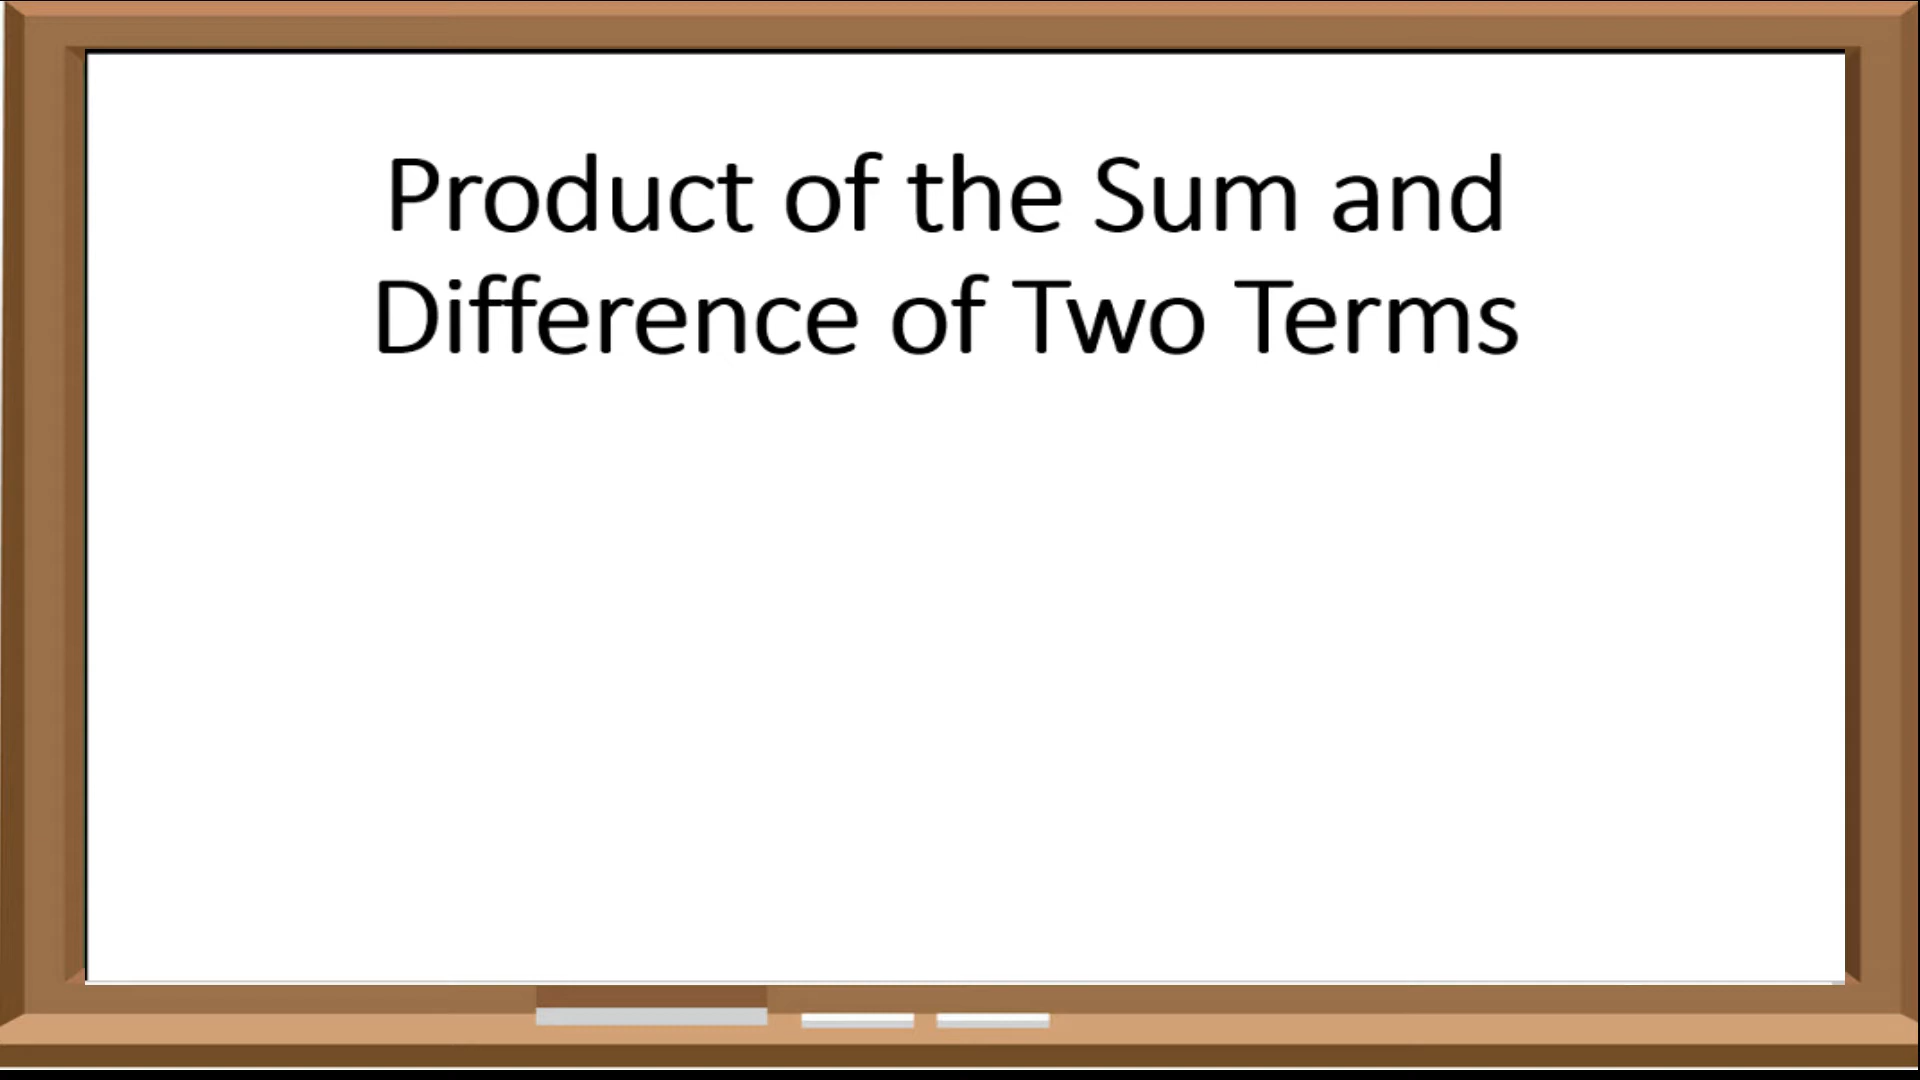 Product of the Sum and
Difference of Two Terms